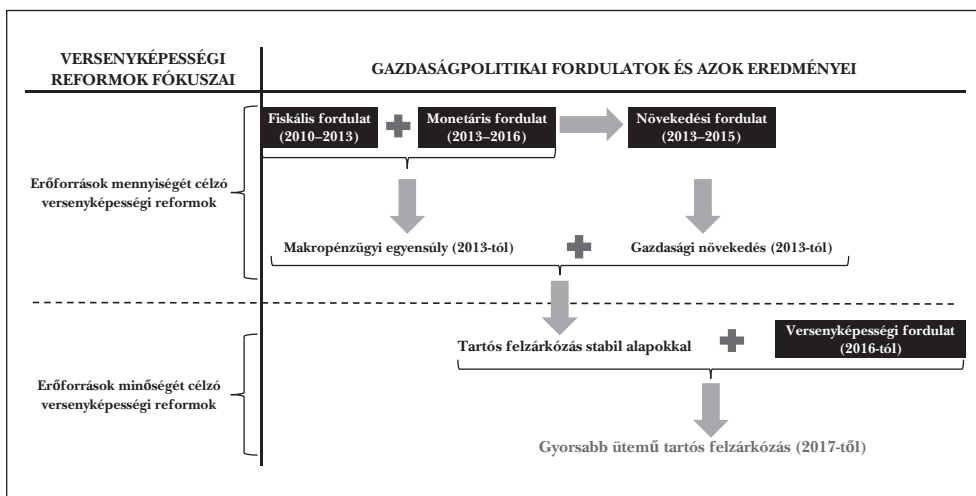 VERSENYKÉPESSÉGI
REFORMOK FÓKUSZAI
GAZDASÁGPOLITIKAI FORDULATOK ÉS AZOK EREDMÉNYEI
Erőforrások mennyiségét célzó
versenyképességi reformok
Fiskális fordulat
(2010–2013)
Monetáris fordulat
(2013–2016)
Növekedési fordulat
(2013–2015)
Makropénzügyi egyensúly (2013-tól)
Gazdasági növekedés (2013-tól)
Erőforrások minőségét célzó
versenyképességi reformok
Tartós felzárkózás stabil alapokkal
Versenyképességi fordulat
(2016-tól)
Gyorsabb ütemű tartós felzárkózás (2017-től)